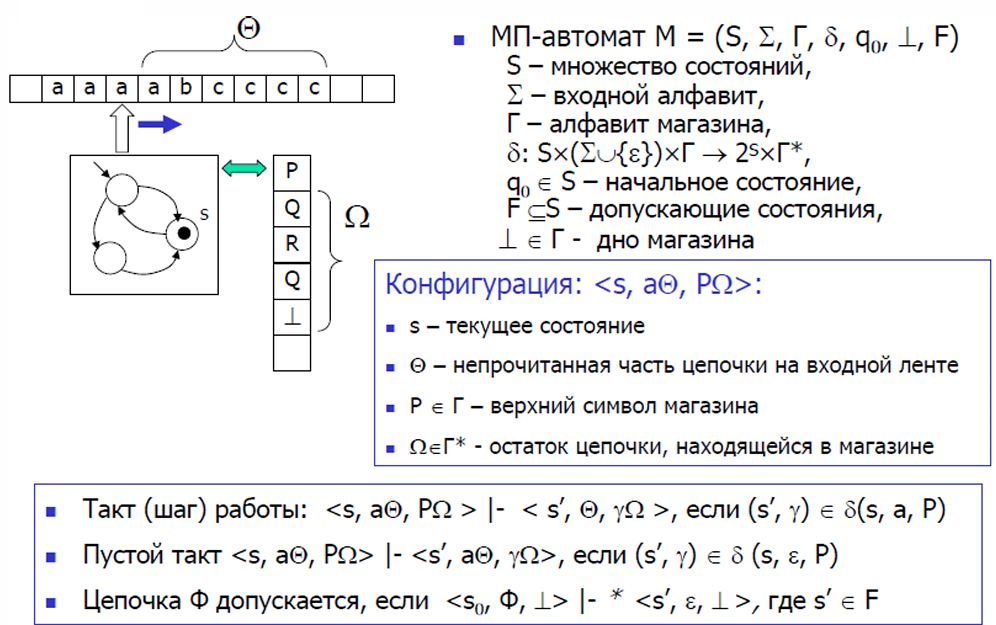 Θ
a a a a b c c c c
s
P
Q
R
Q
⊥
Ω
МП-автомат М = (S, Σ, Γ, δ, q₀, ⊥, F)
S – множество состояний,
Σ – входной алфавит,
Γ – алфавит магазина,
δ: S×(Σ∪{ε})×Γ → 2ˢ×Γ*,
q₀ ∈ S – начальное состояние,
F ⊆S – допускающие состояния,
⊥ ∈ Γ - дно магазина
Конфигурация: <s, aΘ, PΩ>:
s – текущее состояние
Θ – непрочитанная часть цепочки на входной ленте
P ∈ Γ – верхний символ магазина
Ω∈Γ* - остаток цепочки, находящейся в магазине
Такт (шаг) работы: <s, aΘ, PΩ > |- < s’, Θ, γΩ >, если (s’, γ) ∈ δ(s, a, P)
Пустой такт <s, aΘ, PΩ> |- <s’, aΘ, γΩ>, если (s’, γ) ∈ δ (s, ε, P)
Цепочка Ф допускается, если <s₀, Ф, ⊥> |- * <s’, ε, ⊥>, где s’ ∈ F